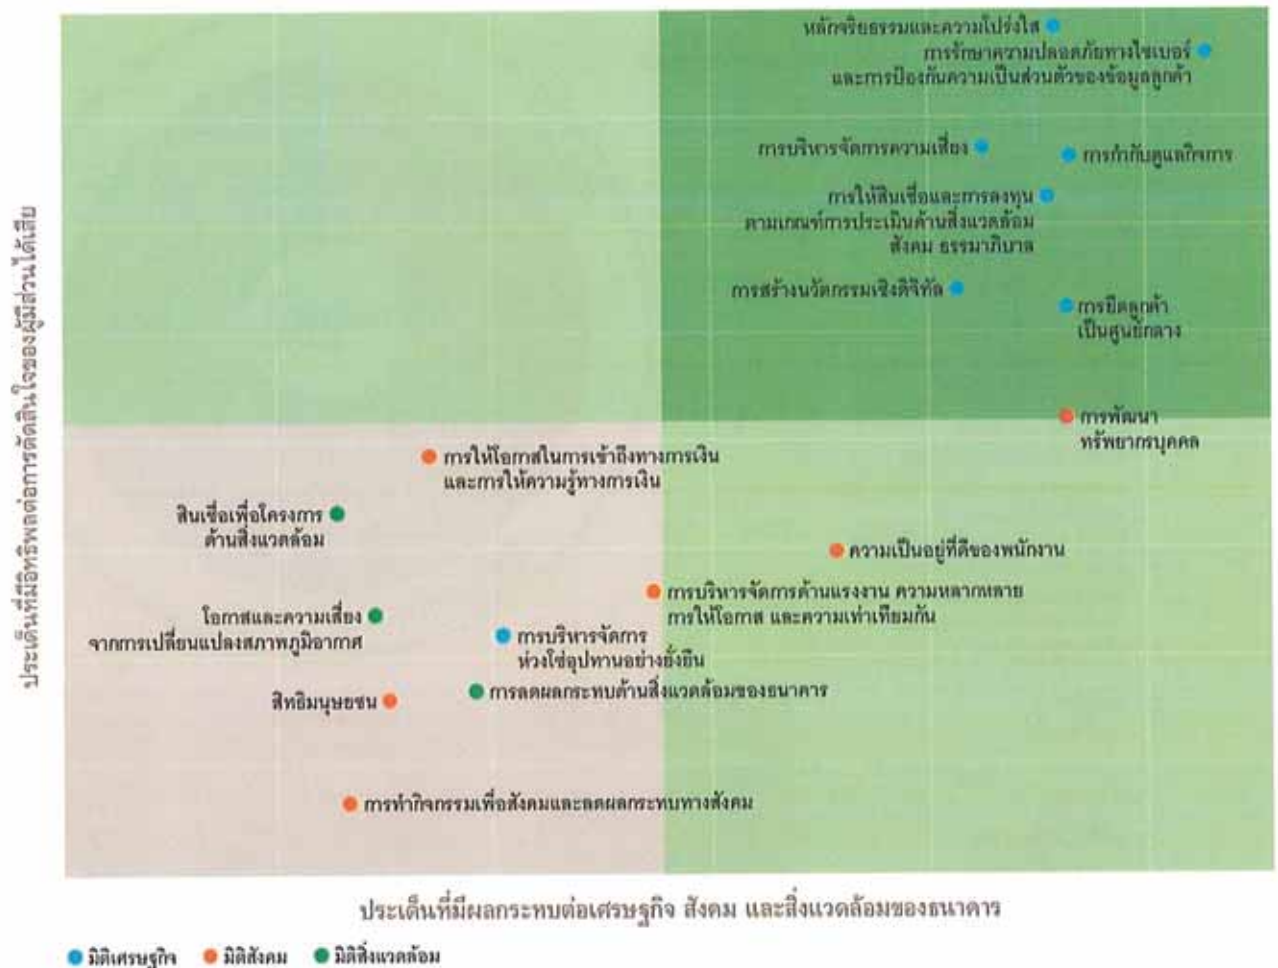 หลักจริยธรรมและความโปร่งใส
การรักษาความปลอดภัยทางไซเบอร์
และการป้องกันความเป็นส่วนตัวของข้อมูลลูกค้า
การบริหารจัดการความเสี่ยง
การกำกับดูแลกิจการ
การให้สินเชื่อและการลงทุน
ตามเกณฑ์การประเมินด้านสิ่งแวดล้อม
สังคม ธรรมาภิบาล
การสร้างนวัตกรรมเชิงดิจิทัล
การยึดลูกค้า
เป็นศูนย์กลาง
การพัฒนา
ทรัพยากรบุคคล
การให้โอกาสในการเข้าถึงทางการเงิน
และการให้ความรู้ทางการเงิน
สินเชื่อเพื่อโครงการ
ด้านสิ่งแวดล้อม
ความเป็นอยู่ที่ดีของพนักงาน
การบริหารจัดการด้านแรงงาน ความหลากหลาย
การให้โอกาส และความเท่าเทียมกัน
โอกาสและความเสี่ยง
จากการเปลี่ยนแปลงสภาพภูมิอากาศ
การบริหารจัดการ
ห่วงโซ่อุปทานอย่างยั่งยืน
การลดผลกระทบด้านสิ่งแวดล้อมของธนาคาร
สิทธิมนุษยชน
การทำกิจกรรมเพื่อสังคมและลดผลกระทบทางสังคม
ประเด็นที่มีอิทธิพลต่อการตัดสินใจของผู้มีส่วนได้เสีย
ประเด็นที่มีผลกระทบต่อเศรษฐกิจ สังคม และสิ่งแวดล้อมของธนาคาร
มิติเศรษฐกิจ มิติสังคม มิติสิ่งแวดล้อม